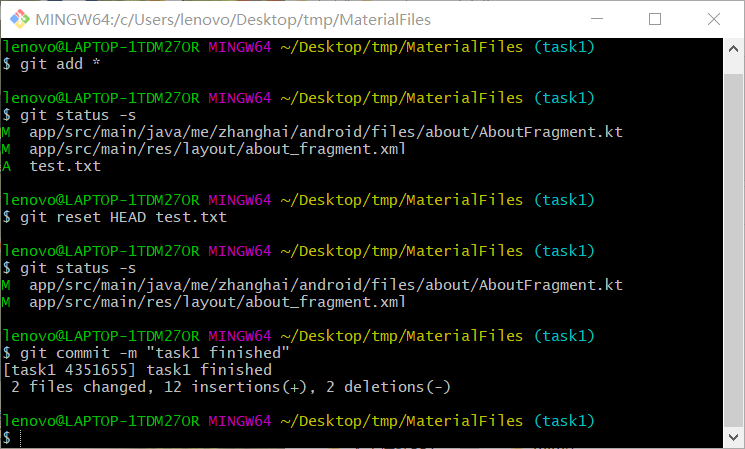 MINGW64:/c/Users/lenovo/Desktop/tmp/MaterialFiles
lenovo@LAPTOP-1TDM27OR MINGW64 ~/Desktop/tmp/MaterialFiles (task1)
$ git add *
lenovo@LAPTOP-1TDM27OR MINGW64 ~/Desktop/tmp/MaterialFiles (task1)
$ git status -s
M  app/src/main/java/me/zhanghai/android/files/about/AboutFragment.kt
M  app/src/main/res/layout/about_fragment.xml
A  test.txt
lenovo@LAPTOP-1TDM27OR MINGW64 ~/Desktop/tmp/MaterialFiles (task1)
$ git reset HEAD test.txt
lenovo@LAPTOP-1TDM27OR MINGW64 ~/Desktop/tmp/MaterialFiles (task1)
$ git status -s
M  app/src/main/java/me/zhanghai/android/files/about/AboutFragment.kt
M  app/src/main/res/layout/about_fragment.xml
lenovo@LAPTOP-1TDM27OR MINGW64 ~/Desktop/tmp/MaterialFiles (task1)
$ git commit -m "task1 finished"
[task1 4351655] task1 finished
 2 files changed, 12 insertions(+), 2 deletions(-)
lenovo@LAPTOP-1TDM27OR MINGW64 ~/Desktop/tmp/MaterialFiles (task1)
$